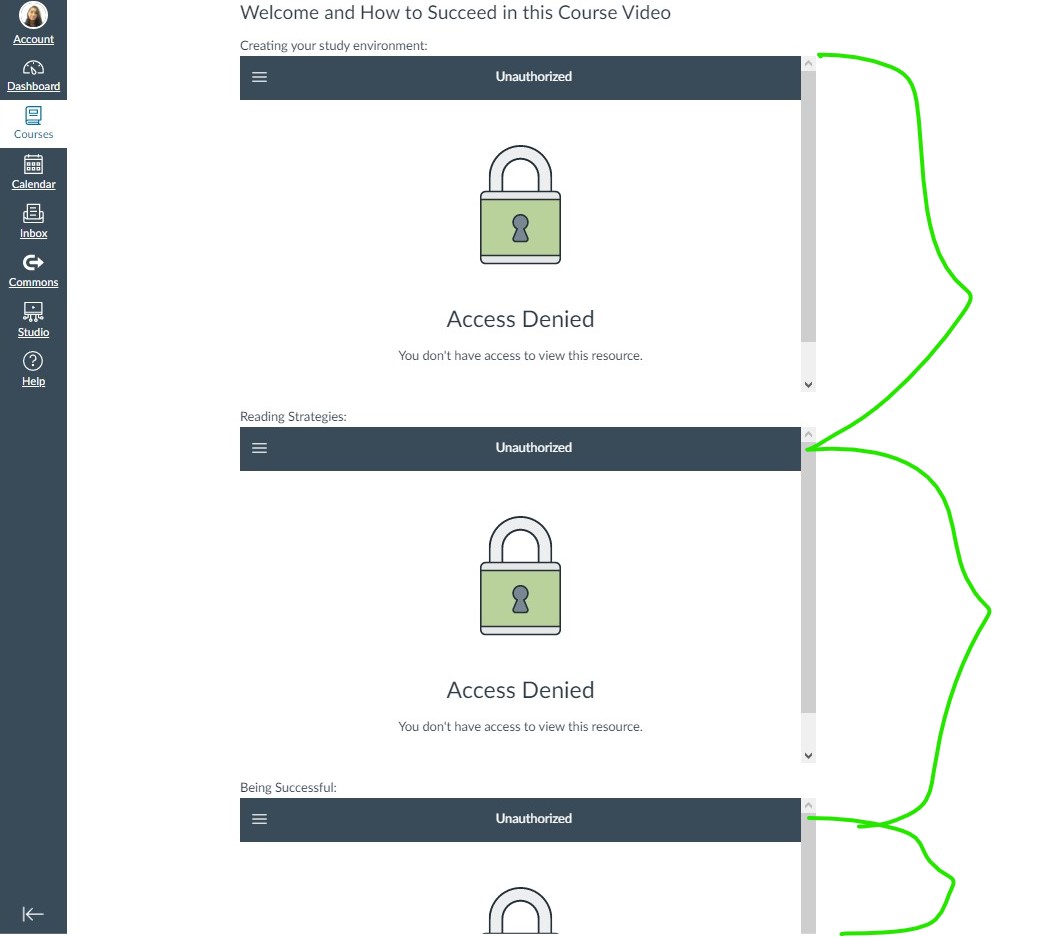 Welcome and How to Succeed in this Course Video
Account
Creating your study environment:
Unauthorized
Dashboard
Courses
Calendar
Inbox
Commons
Studio
Help
Access Denied
You don't have access to view this resource.
Reading Strategies:
Unauthorized
Access Denied
You don't have access to view this resource.
Being Successful:
Unauthorized